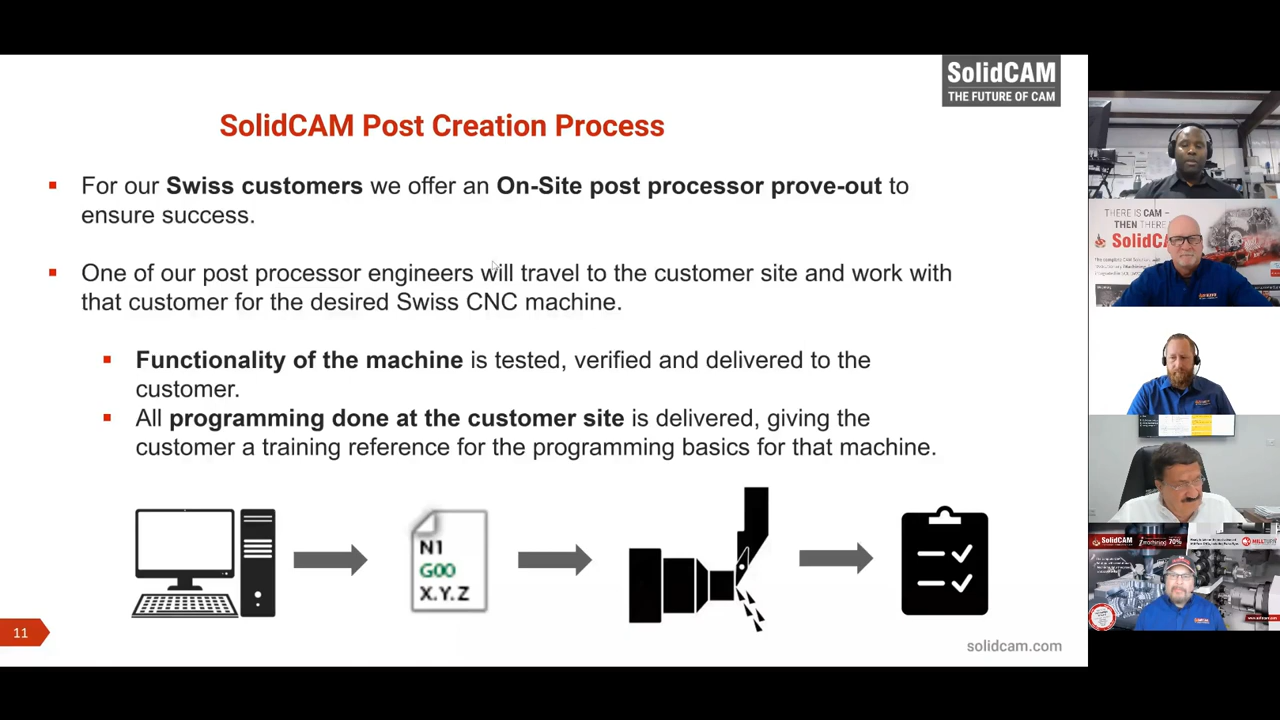 SolidCAM
THE FUTURE OF CAM
SolidCAM Post Creation Process
For our Swiss customers we offer an On-Site post processor prove-out to
ensure success.
One of our post processor engineers will travel to the customer site and work with
that customer for the desired Swiss CNC machine.
Functionality of the machine is tested, verified and delivered to the
customer.
All programming done at the customer site is delivered, giving the
customer a training reference for the programming basics for that machine.
N1
G00
X.Y.Z
11
solidcam.com
THERE IS CAM –
THEN THERE
SolidCA
SolidCAM
iMachining 70%
MILLTURN